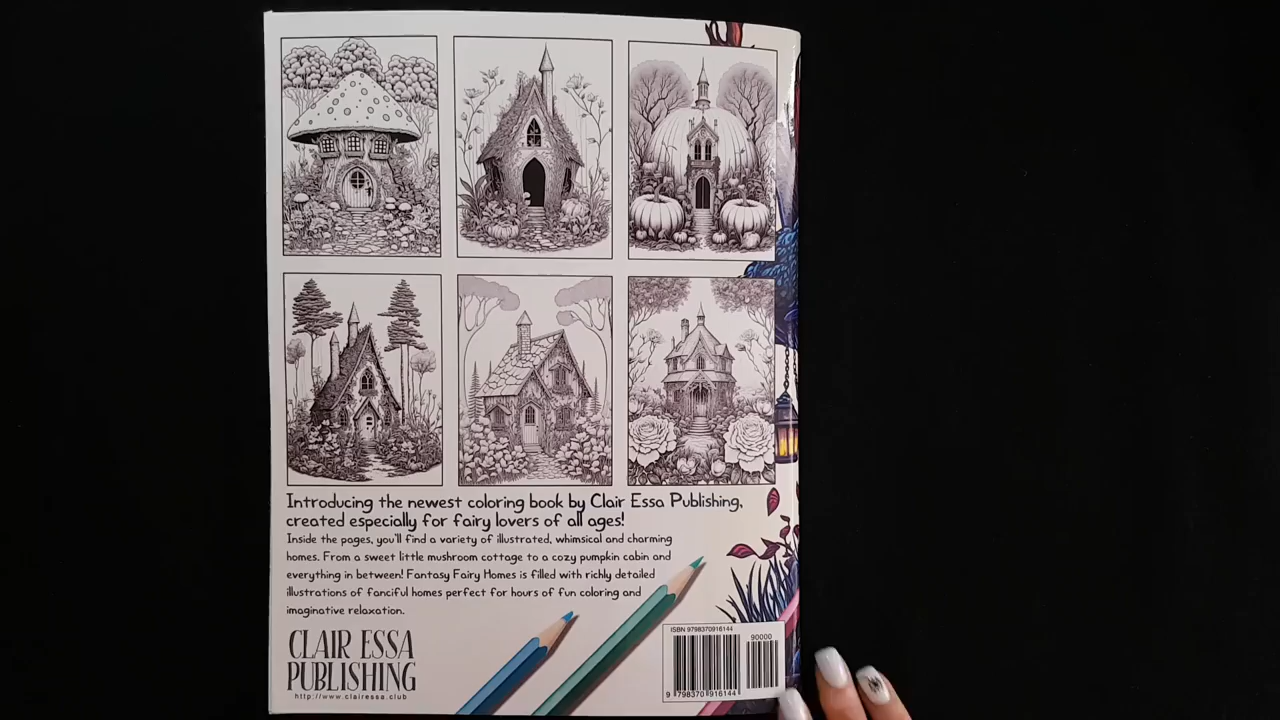 Introducing the newest coloring book by Clair Essa Publishing,
created especially for fairy lovers of all ages!
Inside the pages, you'll find a variety of illustrated, whimsical and charming
homes. From a sweet little mushroom cottage to a cozy pumpkin cabin and
everything in between! Fantasy Fairy Homes is filled with richly detailed
illustrations of fanciful homes perfect for hours of fun coloring and
imaginative relaxation.
CLAIR ESSA
PUBLISHING
http://www.clairessa.club
ISBN 9798370916144
90000
9 798370 916144